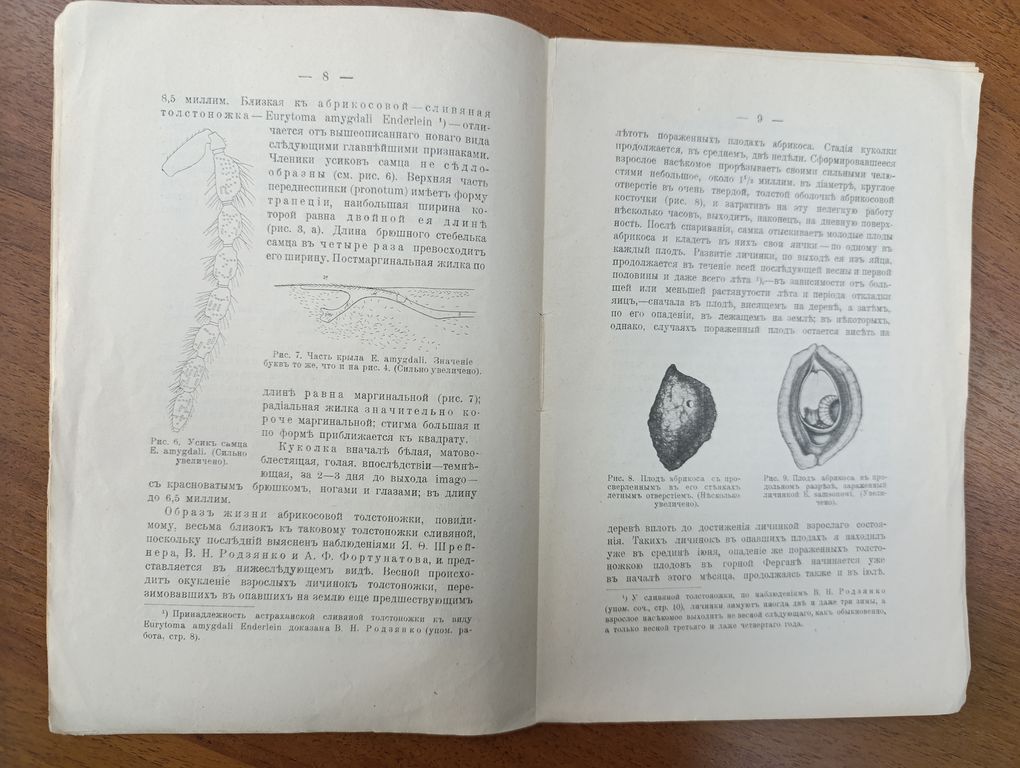 — 8 —
8,5 миллим. Близкая къ абрикосовой—сливяная
толстоножка—Eurytoma amygdali Enderlein ¹)—отли-
чается отъ вышеописаннаго новаго вида
слѣдующими главнѣйшими признаками.
Членики усиковъ самца не сѣдло-
образны (см. рис. 6). Верхняя часть
переднеспинки (pronotum) имѣетъ форму
трапеціи, наибольшая ширина ко-
торой равна двойной ея длинѣ
(рис. 3, а). Длина брюшного стебелька
самца въ четыре раза превосходитъ
его ширину. Постмаргинальная жилка по
Рис. 7. Часть крыла E. amygdali. Значеніе
буквъ то же, что и на рис. 4. (Сильно увеличено).
длинѣ равна маргинальной (рис. 7);
радіальная жилка значительно ко-
роче маргинальной; стигма большая и
по формѣ приближается къ квадрату.
Рис. 6. Усикъ самца
E. amygdali. (Сильно
увеличено).
Куколка вначалѣ бѣлая, матово-
блестящая, голая, впослѣдствіи—темнѣ-
ющая, за 2—3 дня до выхода imago—
съ красноватымъ брюшкомъ, ногами и глазами; въ длину
до 6,5 миллим.
Образъ жизни абрикосовой толстоножки, повиди-
мому, весьма близокъ къ таковому толстоножки сливяной,
поскольку послѣдній выясненъ наблюденіями Я. Ѳ. Шрей-
нера, В. Н. Родзянко и А. Ф. Фортунатова, и пред-
ставляется въ нижеслѣдующемъ видѣ. Весной происхо-
дитъ окукленіе взрослыхъ личинокъ толстоножки, пере-
зимовавшихъ въ опавшихъ на землю еще предшествующимъ
¹) Принадлежность астраханской сливяной толстоножки къ виду
Eurytoma amygdali Enderlein доказана В. Н. Родзянко (упом. ра-
бота, стр. 8).
— 9 —
лѣтомъ пораженныхъ плодахъ абрикоса. Стадія куколки
продолжается, въ среднемъ, двѣ недѣли. Сформировавшееся
взрослое насѣкомое прорѣзываетъ своими сильными челю-
стями небольшое, около 1¹/₂ миллим. въ діаметрѣ, круглое
отверстіе въ очень твердой, толстой оболочкѣ абрикосовой
косточки (рис. 8), и затративъ на эту нелегкую работу
нѣсколько часовъ, выходитъ, наконецъ, на дневную поверх-
ность. Послѣ спариванія, самка отыскиваетъ молодые плоды
абрикоса и кладетъ въ нихъ свои яички—по одному въ
каждый плодъ. Развитіе личинки, по выходѣ ея изъ яйца,
продолжается въ теченіе всей послѣдующей весны и первой
половины и даже всего лѣта ¹),—въ зависимости отъ боль-
шей или меньшей растянутости лѣта и періода откладки
яицъ,—сначала въ плодѣ, висящемъ на деревѣ, а затѣмъ,
по его опаденіи, въ лежащемъ на землѣ; въ нѣкоторыхъ,
однако, случаяхъ пораженный плодъ остается висѣть на
Рис. 8. Плодъ абрикоса съ про-
сверленнымъ въ его стѣнкахъ
летнымъ отверстіемъ. (Нѣсколько
увеличено).
Рис. 9. Плодъ абрикоса въ про-
дольномъ разрѣзѣ, зараженный
личинкой E. samsonowi. (Увели-
чено).
деревѣ вплоть до достиженія личинкой взрослаго состоя-
нія. Такихъ личинокъ въ опавшихъ плодахъ я находилъ
уже въ срединѣ іюня, опаденіе же пораженныхъ толсто-
ножкою плодовъ въ горной Ферганѣ начинается уже
въ началѣ этого мѣсяца, продолжаясь также и въ іюлѣ.
¹) У сливяной толстоножки, по наблюденіямъ В. Н. Родзянко
(упом. соч., стр. 10), личинки зимуютъ иногда двѣ и даже три зимы, а
взрослое насѣкомое выходитъ не весной слѣдующаго, какъ обыкновенно,
а только весной третьяго и даже четвертаго года.